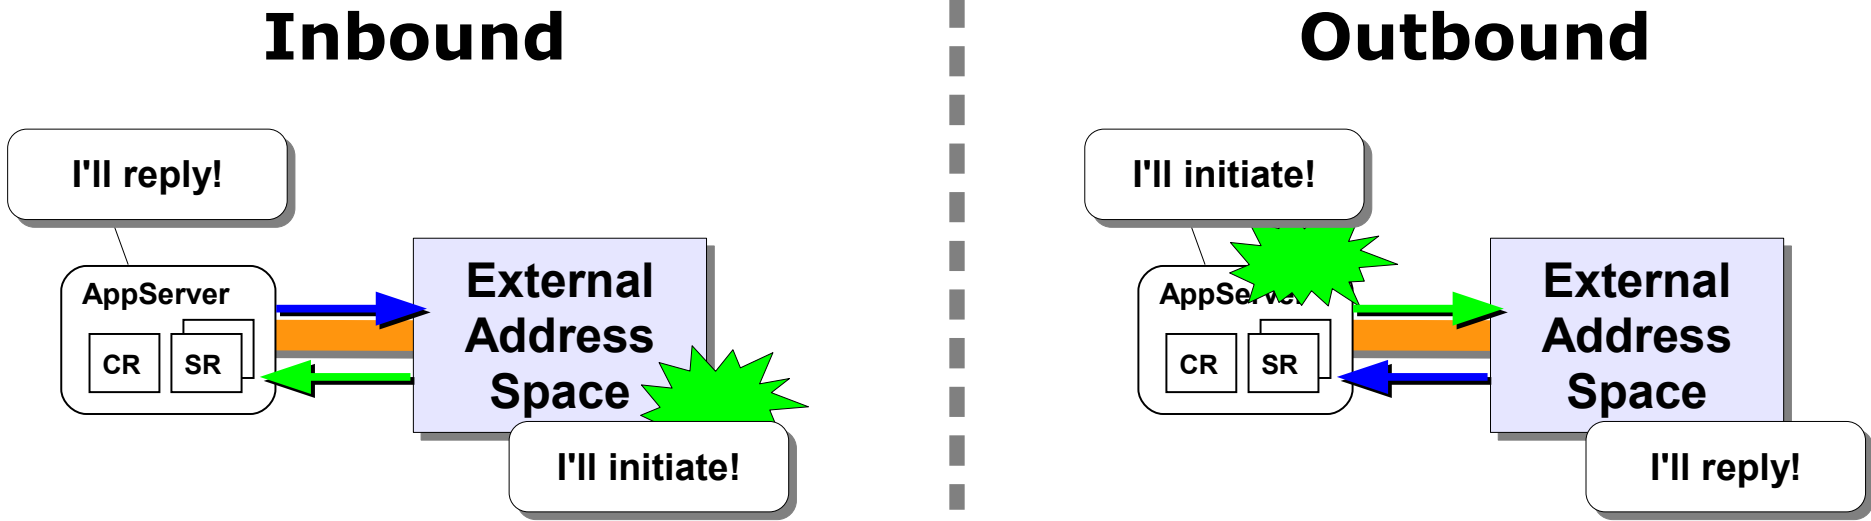 Inbound
I'll reply!
AppServer
CR
SR
External
Address
Space
I'll initiate!
Outbound
I'll initiate!
AppServer
CR
SR
External
Address
Space
I'll reply!